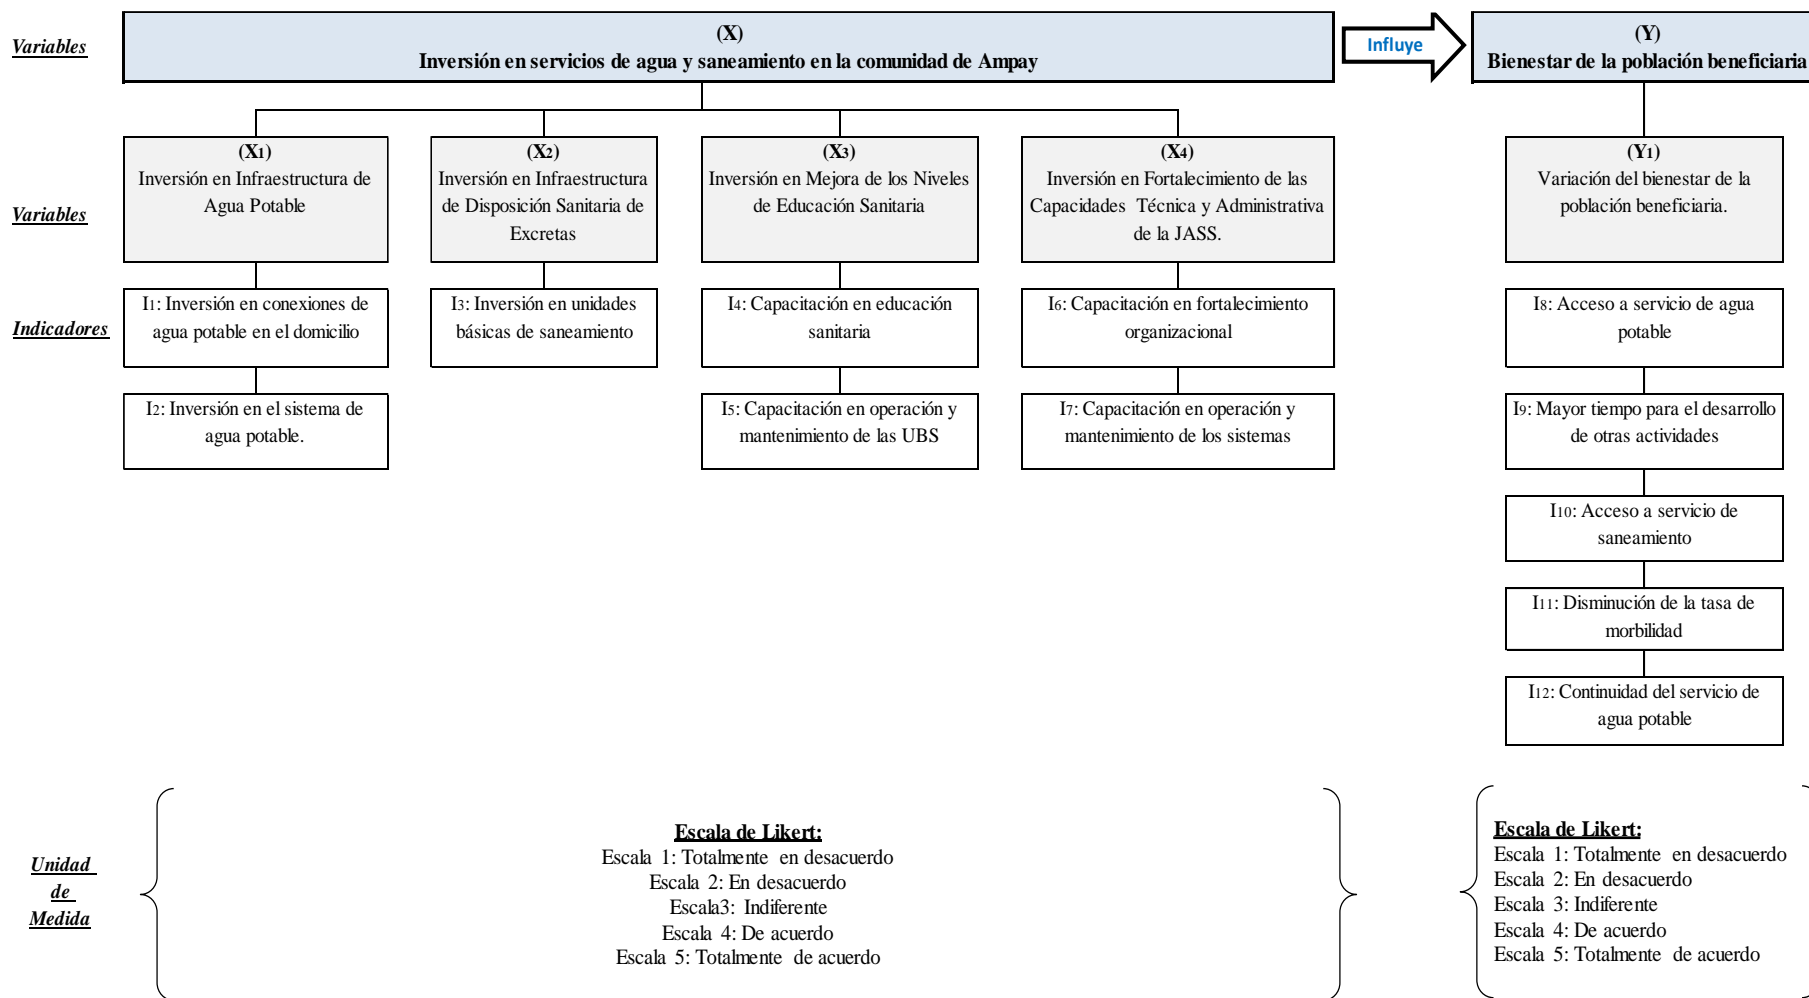 Variables
(X)
Inversión en servicios de agua y saneamiento en la comunidad de Ampay
Influye
(Y)
Bienestar de la población beneficiaria
Variables
(X1)
Inversión en Infraestructura de
Agua Potable
(X2)
Inversión en Infraestructura
de Disposición Sanitaria de
Excretas
(X3)
Inversión en Mejora de los Niveles
de Educación Sanitaria
(X4)
Inversión en Fortalecimiento de las
Capacidades Técnica y Administrativa
de la JASS.
(Y1)
Variación del bienestar de la
población beneficiaria.
Indicadores
I1: Inversión en conexiones de
agua potable en el domicilio
I3: Inversión en unidades
básicas de saneamiento
I4: Capacitación en educación
sanitaria
I6: Capacitación en fortalecimiento
organizacional
I8: Acceso a servicio de agua
potable
I2: Inversión en el sistema de
agua potable.
I5: Capacitación en operación y
mantenimiento de las UBS
I7: Capacitación en operación y
mantenimiento de los sistemas
I9: Mayor tiempo para el desarrollo
de otras actividades
I10: Acceso a servicio de
saneamiento
I11: Disminución de la tasa de
morbilidad
I12: Continuidad del servicio de
agua potable
Unidad
de
Medida
Escala de Likert:
Escala 1: Totalmente en desacuerdo
Escala 2: En desacuerdo
Escala3: Indiferente
Escala 4: De acuerdo
Escala 5: Totalmente de acuerdo
Escala de Likert:
Escala 1: Totalmente en desacuerdo
Escala 2: En desacuerdo
Escala 3: Indiferente
Escala 4: De acuerdo
Escala 5: Totalmente de acuerdo